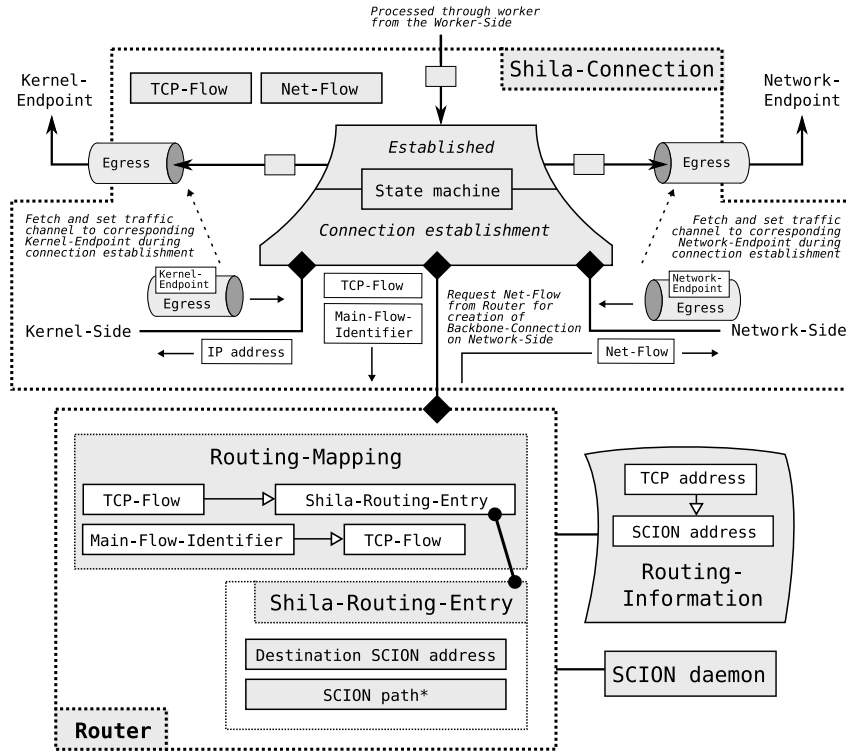 Processed through worker
from the Worker-Side
Shila-Connection
Kernel-
Endpoint
TCP-Flow
Net-Flow
Network-
Endpoint
Established
Egress
Egress
State machine
Connection establishment
Fetch and set traffic
channel to corresponding
Kernel-Endpoint during
connection establishment
Fetch and set traffic
channel to corresponding
Network-Endpoint during
connection establishment
Kernel-
Endpoint
Egress
TCP-Flow
Main-Flow-
Identifier
Request Net-Flow
from Router for
creation of
Backbone-Connection
on Network-Side
Network-
Endpoint
Egress
Kernel-Side
Network-Side
IP address
Net-Flow
Routing-Mapping
TCP-Flow
Shila-Routing-Entry
Main-Flow-Identifier
TCP-Flow
TCP address
SCION address
Routing-
Information
Shila-Routing-Entry
Destination SCION address
SCION path*
SCION daemon
Router